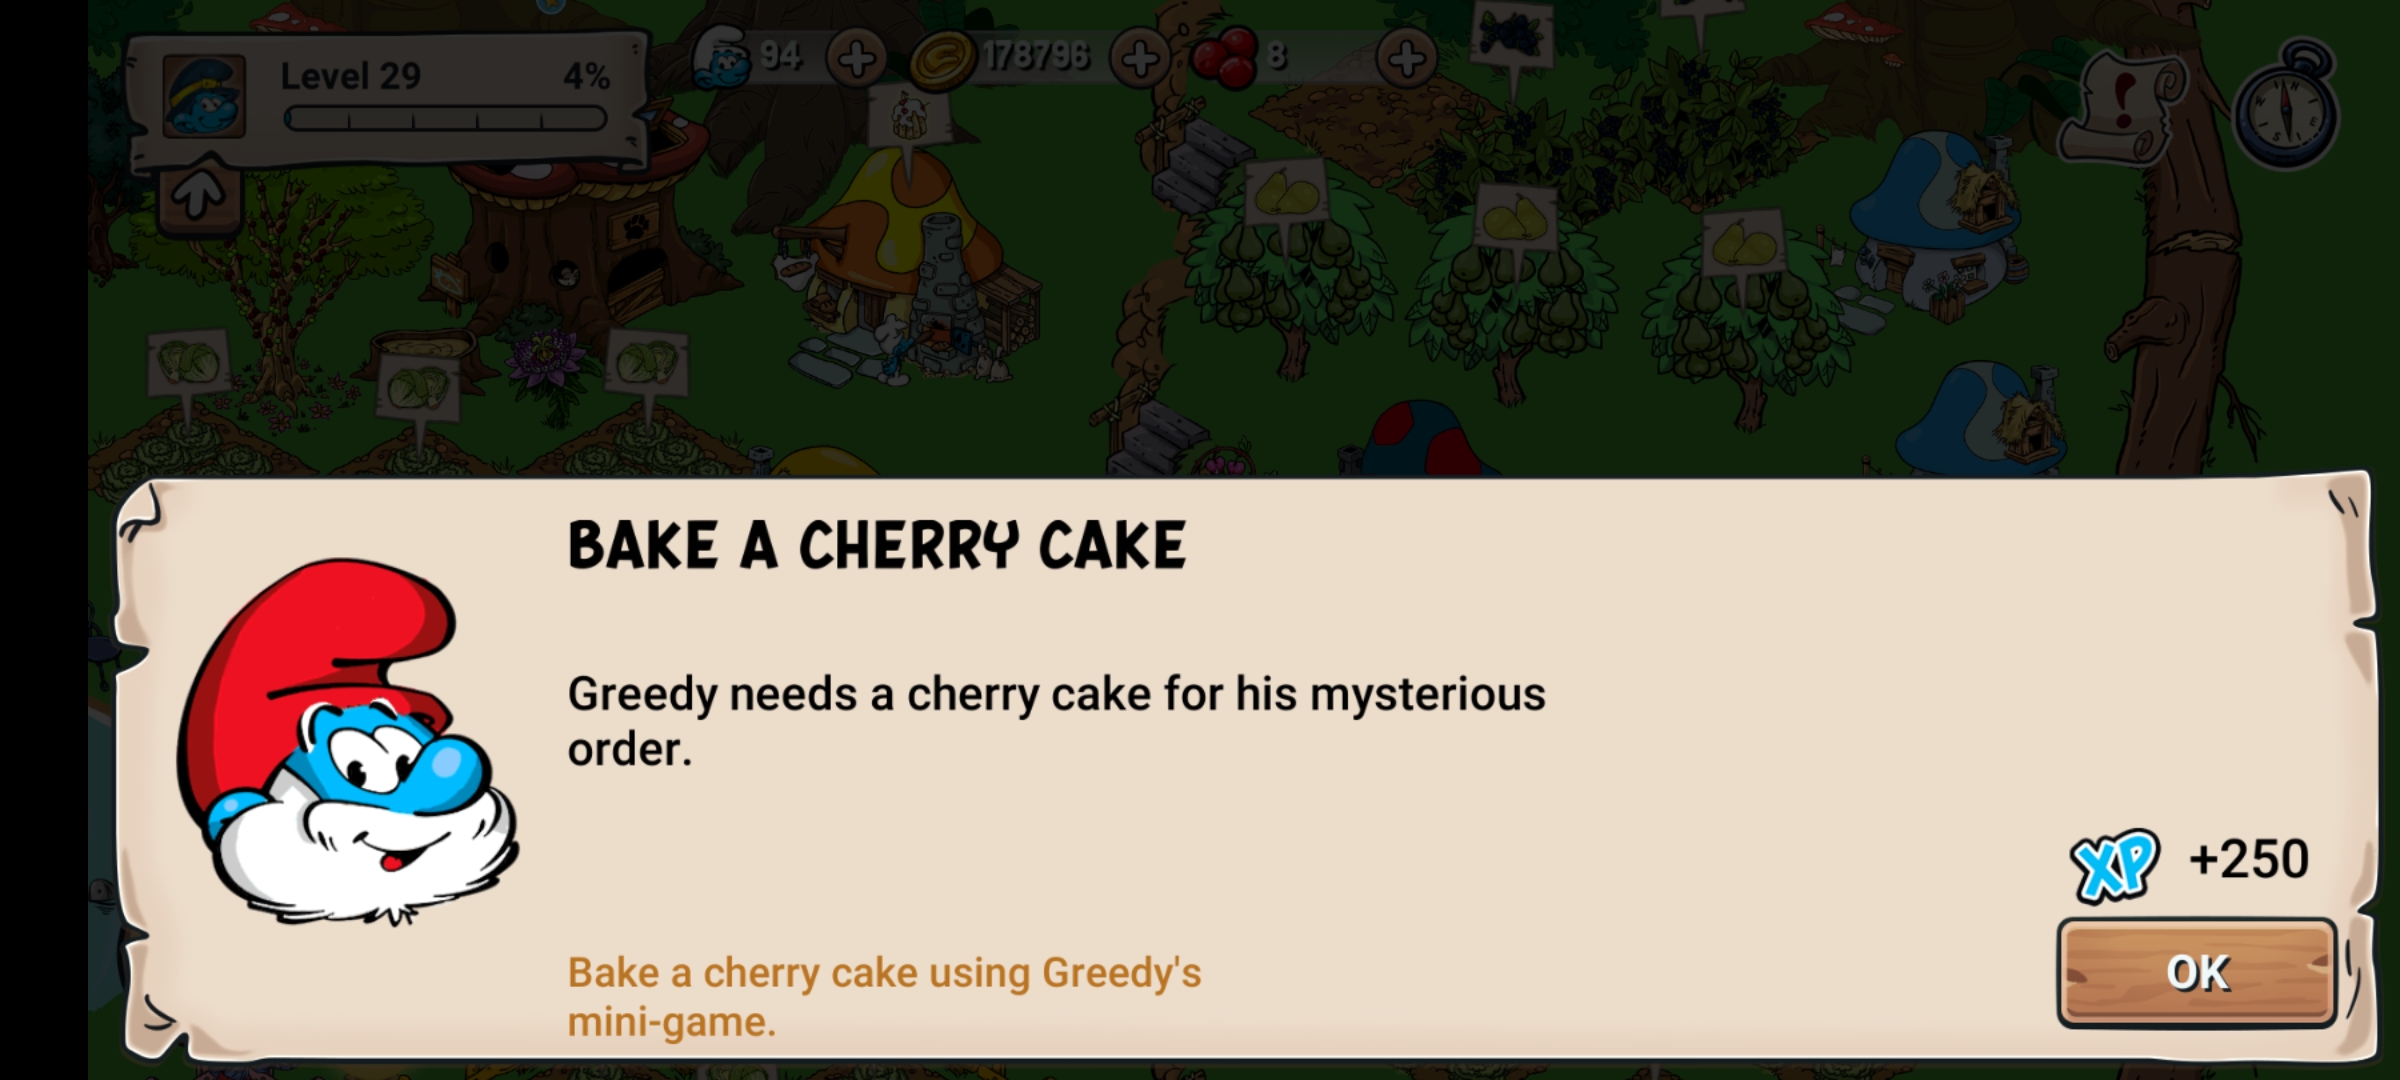 Level 29 4%
94 178796 8
BAKE A CHERRY CAKE
Greedy needs a cherry cake for his mysterious
order.
XP +250
Bake a cherry cake using Greedy's
mini-game.
OK